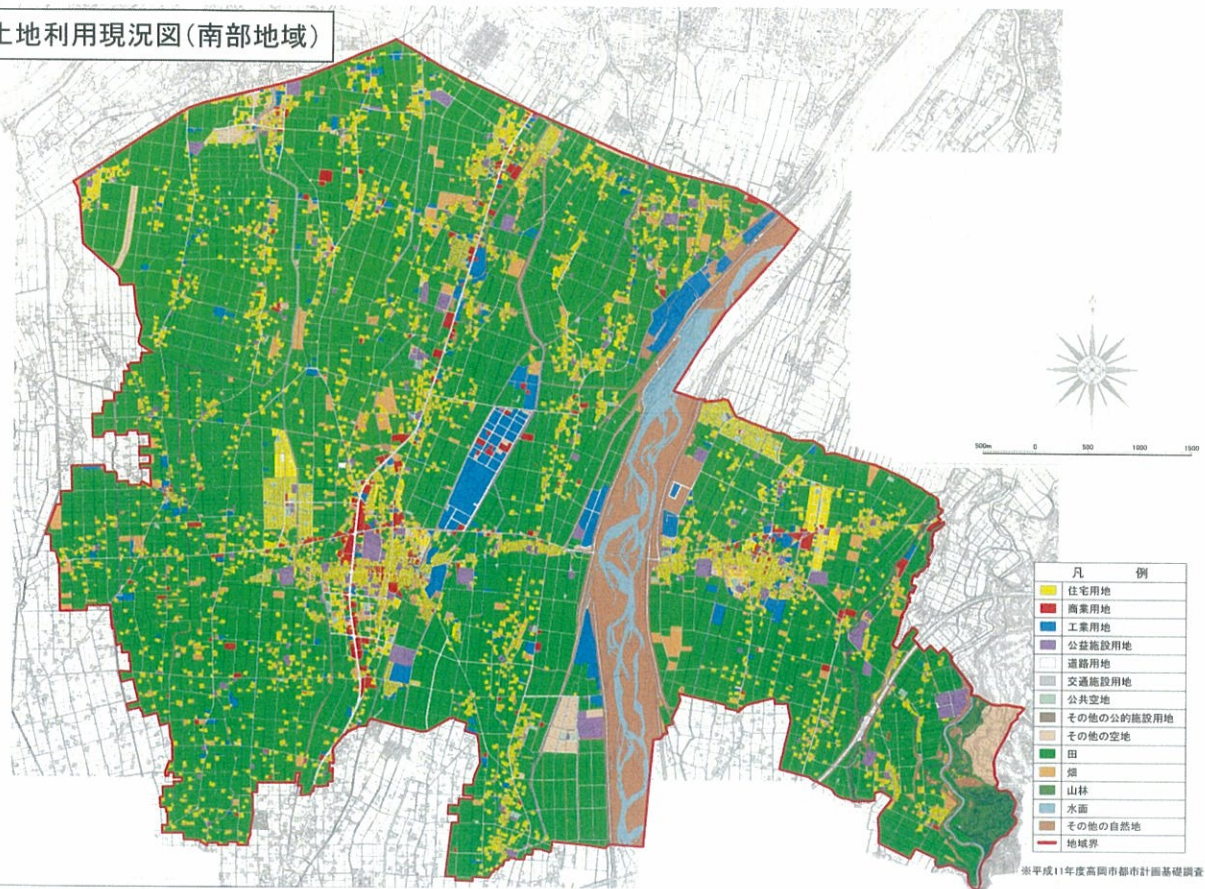 土地利用現況図(南部地域)
500m 0 500 1000 1500
凡 例
住宅用地
商業用地
工業用地
公益施設用地
道路用地
交通施設用地
公共空地
その他の公的施設用地
その他の空地
田
畑
山林
水面
その他の自然地
地域界
※平成11年度高岡市都市計画基礎調査